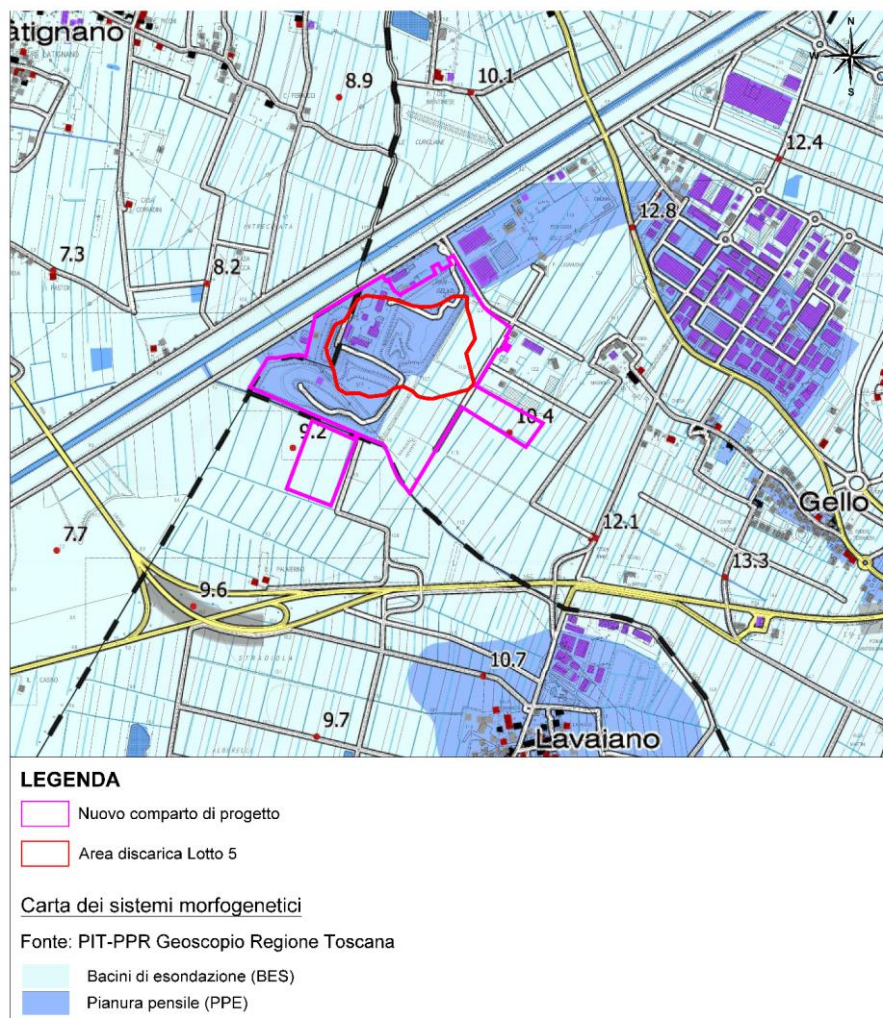 atignano
N
W
S
8.9
10.1
12.4
12.8
7.3
8.2
10.4
9.2
Gello
7.7
12.1
13.3
9.6
STRADIOLA
10.7
9.7
Lavaiano
LEGENDA
Nuovo comparto di progetto
Area discarica Lotto 5
Carta dei sistemi morfogenetici
Fonte: PIT-PPR Geoscopio Regione Toscana
Bacini di esondazione (BES)
Pianura pensile (PPE)